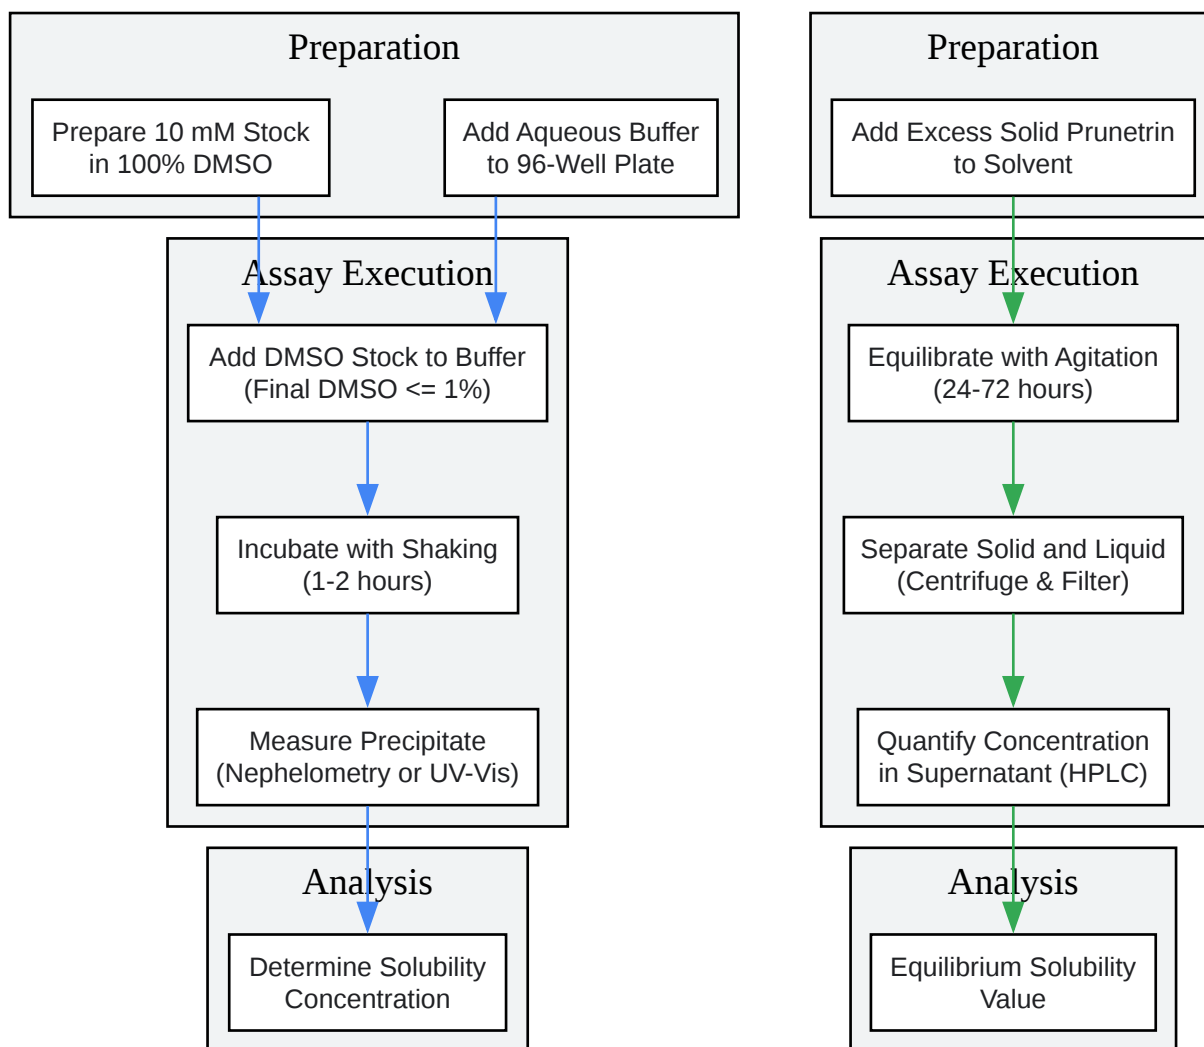 Preparation
Prepare 10 mM Stock
in 100% DMSO
Add Aqueous Buffer
to 96-Well Plate
Assay Execution
Add DMSO Stock to Buffer
(Final DMSO <= 1%)
Incubate with Shaking
(1-2 hours)
Measure Precipitate
(Nephelometry or UV-Vis)
Analysis
Determine Solubility
Concentration
Preparation
Add Excess Solid Prunetrin
to Solvent
Assay Execution
Equilibrate with Agitation
(24-72 hours)
Separate Solid and Liquid
(Centrifuge & Filter)
Quantify Concentration
in Supernatant (HPLC)
Analysis
Equilibrium Solubility
Value